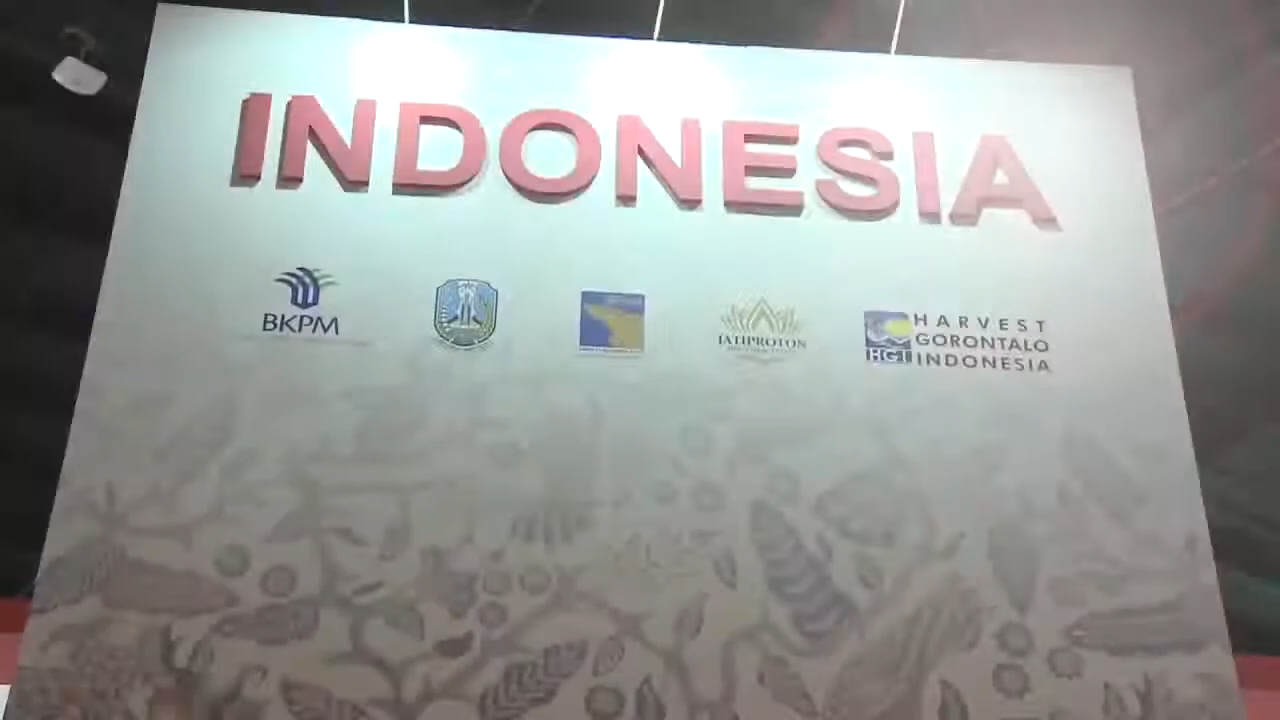 INDONESIA
BKPM
JATIPROTON
HARVEST
GORONTALO
HGI INDONESIA